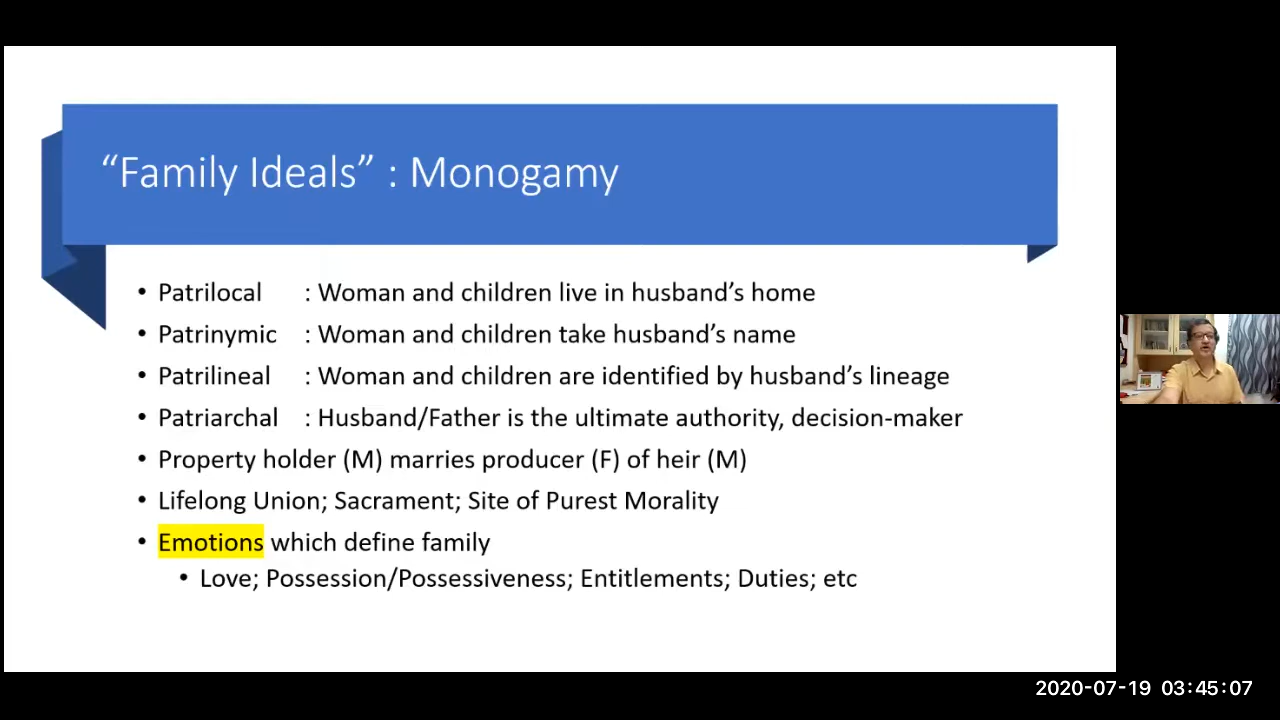 “Family Ideals” : Monogamy
• Patrilocal : Woman and children live in husband’s home
• Patrinymic : Woman and children take husband’s name
• Patrilineal : Woman and children are identified by husband’s lineage
• Patriarchal : Husband/Father is the ultimate authority, decision-maker
• Property holder (M) marries producer (F) of heir (M)
• Lifelong Union; Sacrament; Site of Purest Morality
• Emotions which define family
• Love; Possession/Possessiveness; Entitlements; Duties; etc
2020-07-19 03:45:07